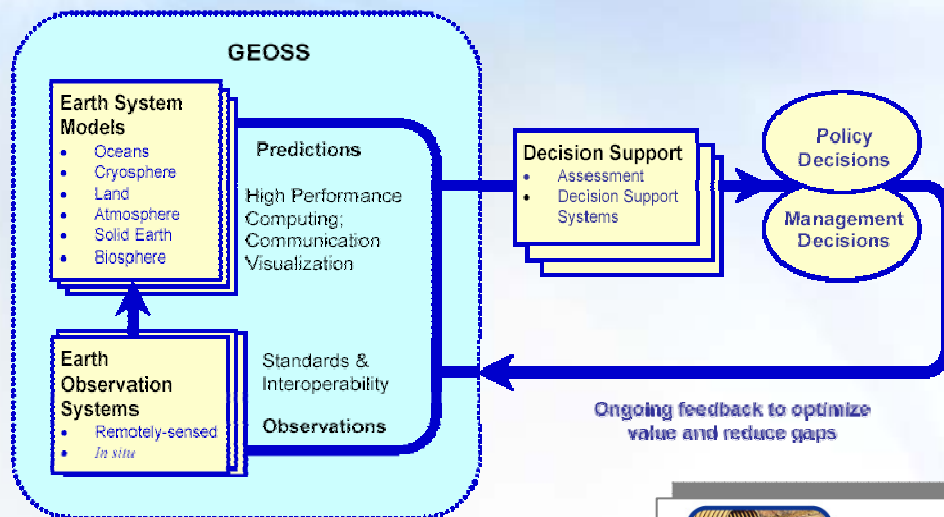 GEOSS
Earth System
Models
• Oceans
• Cryosphere
• Land
• Atmosphere
• Solid Earth
• Biosphere
Predictions
High Performance
Computing;
Communication
Visualization
Earth
Observation
Systems
• Remotely-sensed
• In situ
Standards &
Interoperability
Observations
Decision Support
• Assessment
• Decision Support
Systems
Policy
Decisions
Management
Decisions
Ongoing feedback to optimize
value and reduce gaps